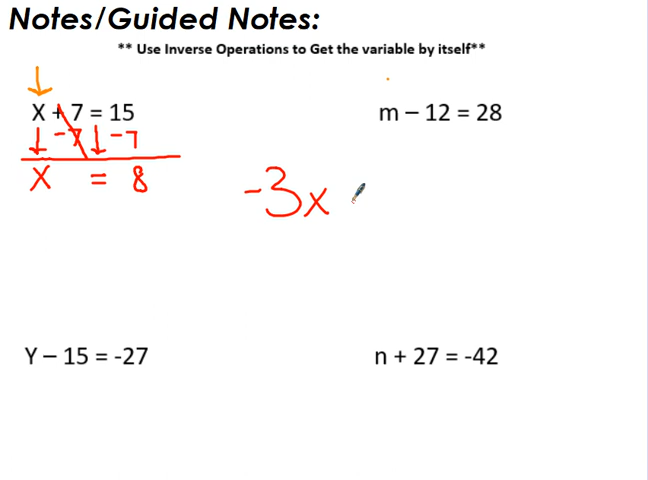 Notes/Guided Notes:
** Use Inverse Operations to Get the variable by itself**
X + 7 = 15
m – 12 = 28
-7 -7
x = 8
-3x
Y – 15 = -27
n + 27 = -42